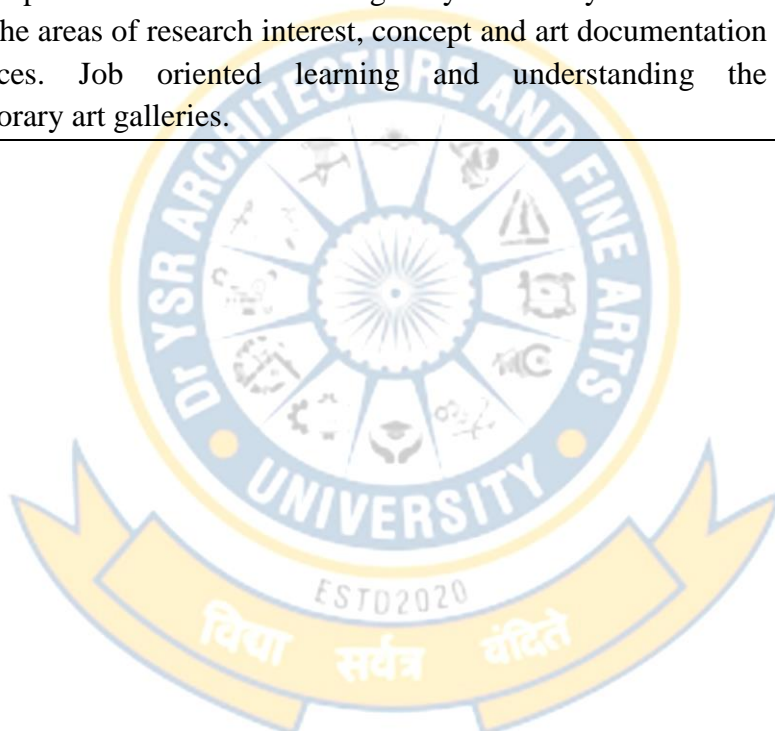 he areas of research interest, concept and art documentation
ces. Job oriented learning and understanding the
orary art galleries.
Dr YSR ARCHITECTURE AND FINE ARTS
UNIVERSITY
ESTD2020
विद्या सर्वत्र वंदिते